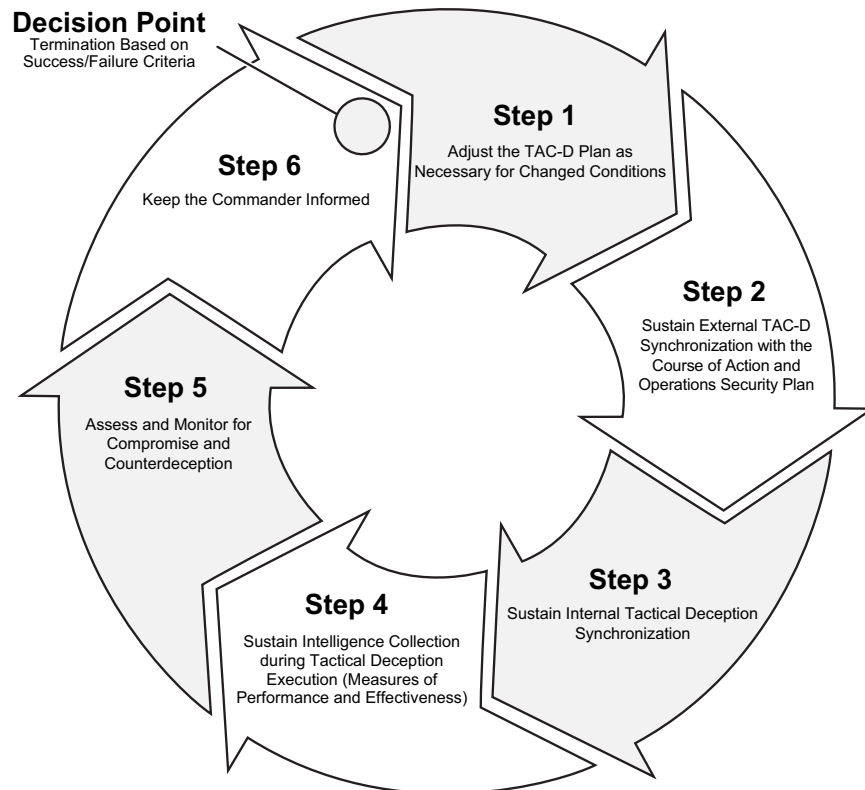 Decision Point
Termination Based on
Success/Failure Criteria
Step 1
Adjust the TAC-D Plan as
Necessary for Changed Conditions
Step 2
Sustain External TAC-D
Synchronization with the
Course of Action and
Operations Security Plan
Step 3
Sustain Internal Tactical Deception
Synchronization
Step 4
Sustain Intelligence Collection
during Tactical Deception
Execution (Measures of
Performance and Effectiveness)
Step 5
Assess and Monitor for
Compromise and
Counterdeception
Step 6
Keep the Commander Informed